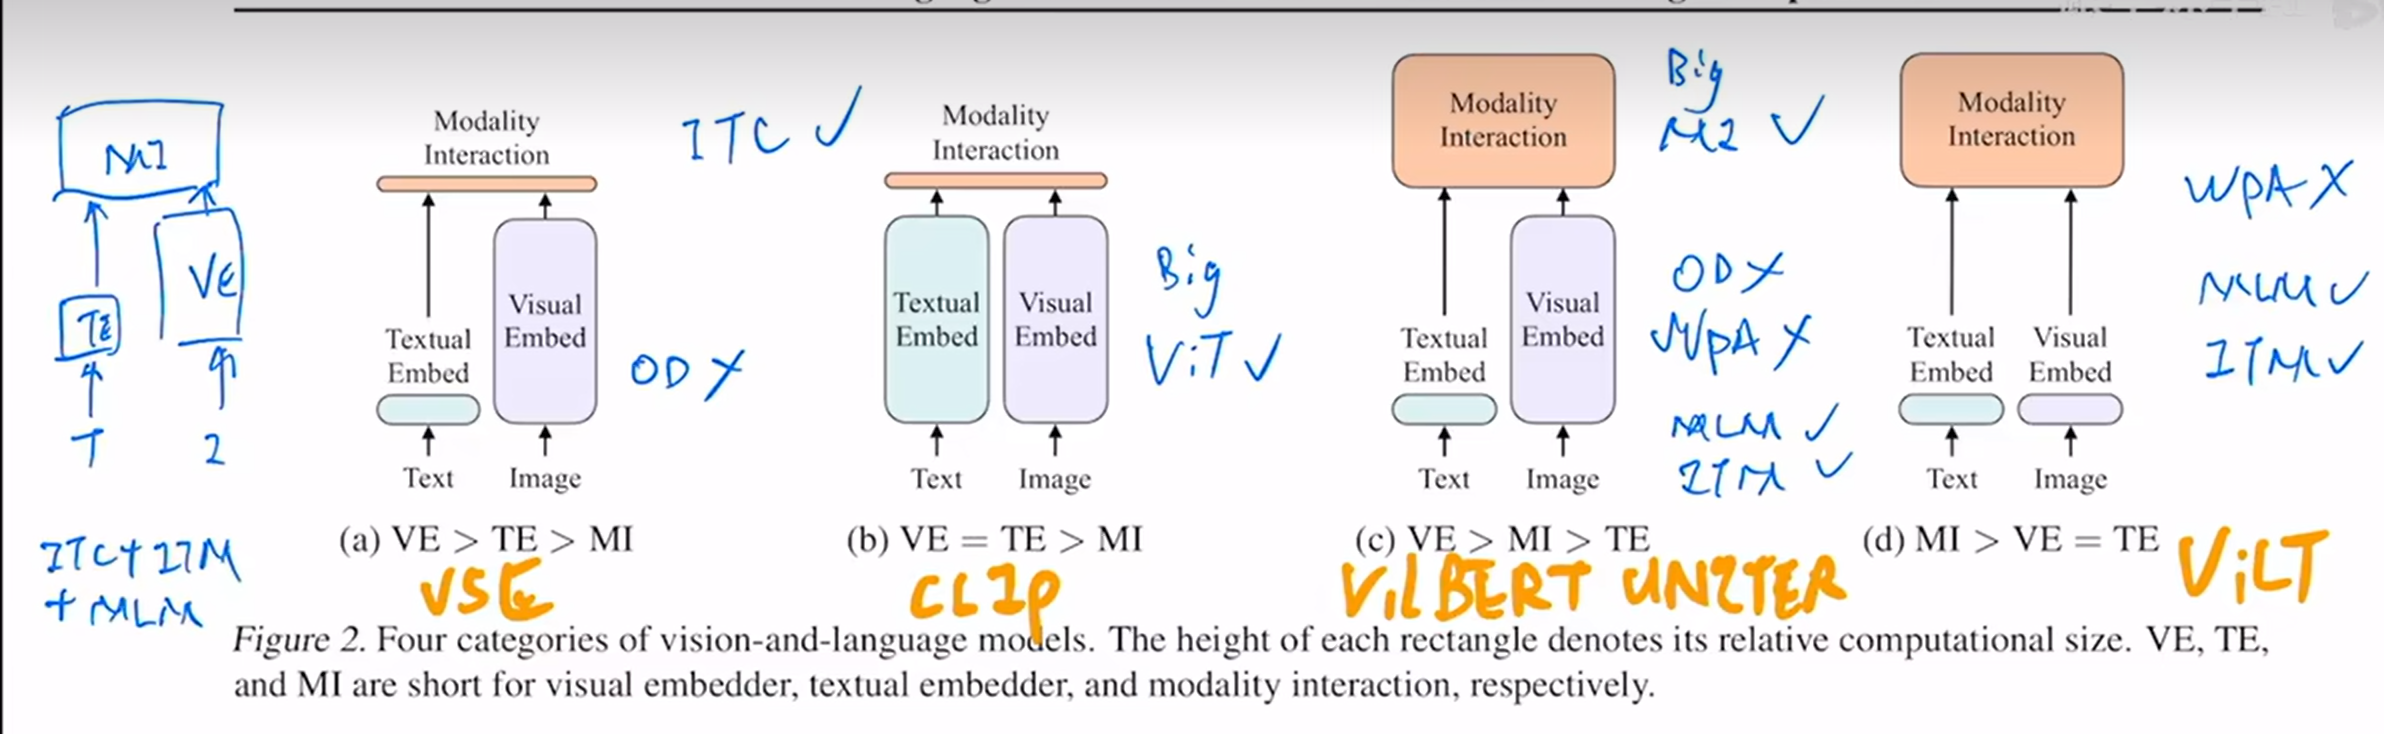 MI
TE
VE
T
I
ITC + ITM
+ MLM
Modality
Interaction
ITC ✓
Textual
Embed
Visual
Embed
OD X
Text
Image
(a) VE > TE > MI
VSE
Modality
Interaction
Textual
Embed
Visual
Embed
Big
ViT ✓
Text
Image
(b) VE = TE > MI
CLIP
Modality
Interaction
Big
MI ✓
Textual
Embed
Visual
Embed
OD X
WPA X
MLM ✓
ITM ✓
Text
Image
(c) VE > MI > TE
ViLBERT UNITER
Modality
Interaction
WPA X
MLM ✓
ITM ✓
Textual
Embed
Visual
Embed
Text
Image
(d) MI > VE = TE
ViLT
Figure 2. Four categories of vision-and-language models. The height of each rectangle denotes its relative computational size. VE, TE,
and MI are short for visual embedder, textual embedder, and modality interaction, respectively.